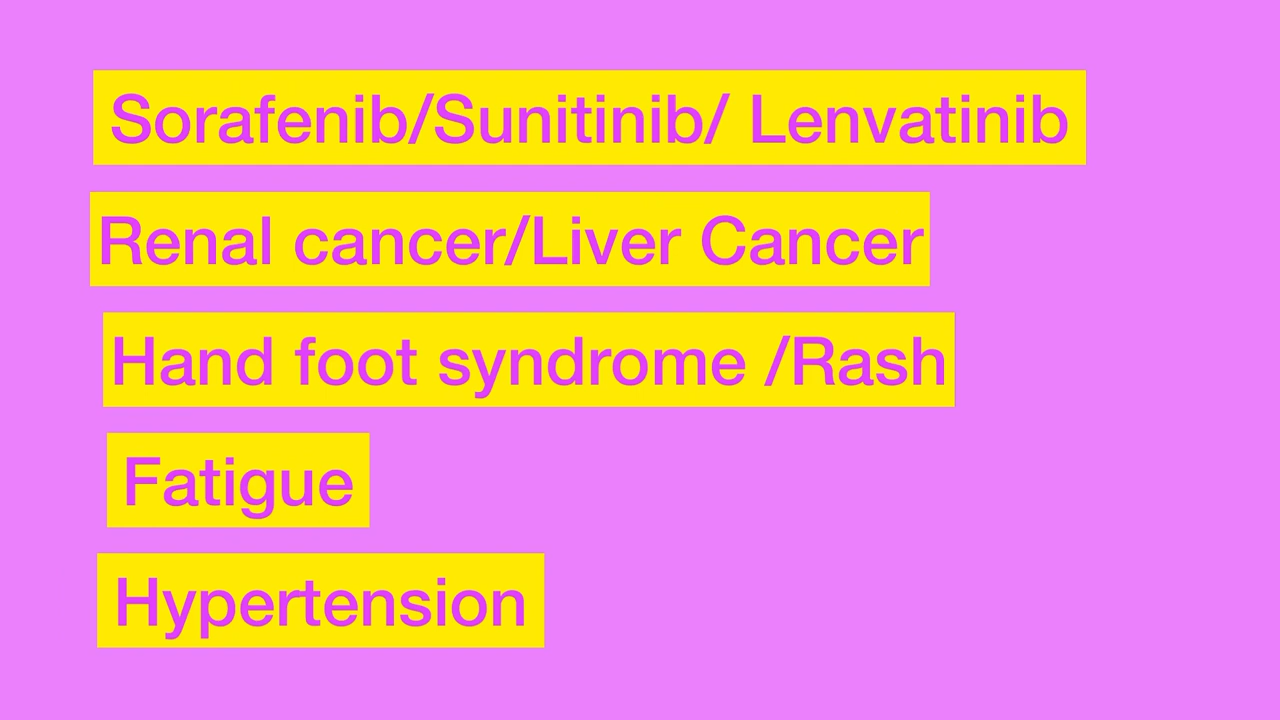 Sorafenib/Sunitinib/ Lenvatinib
Renal cancer/Liver Cancer
Hand foot syndrome /Rash
Fatigue
Hypertension